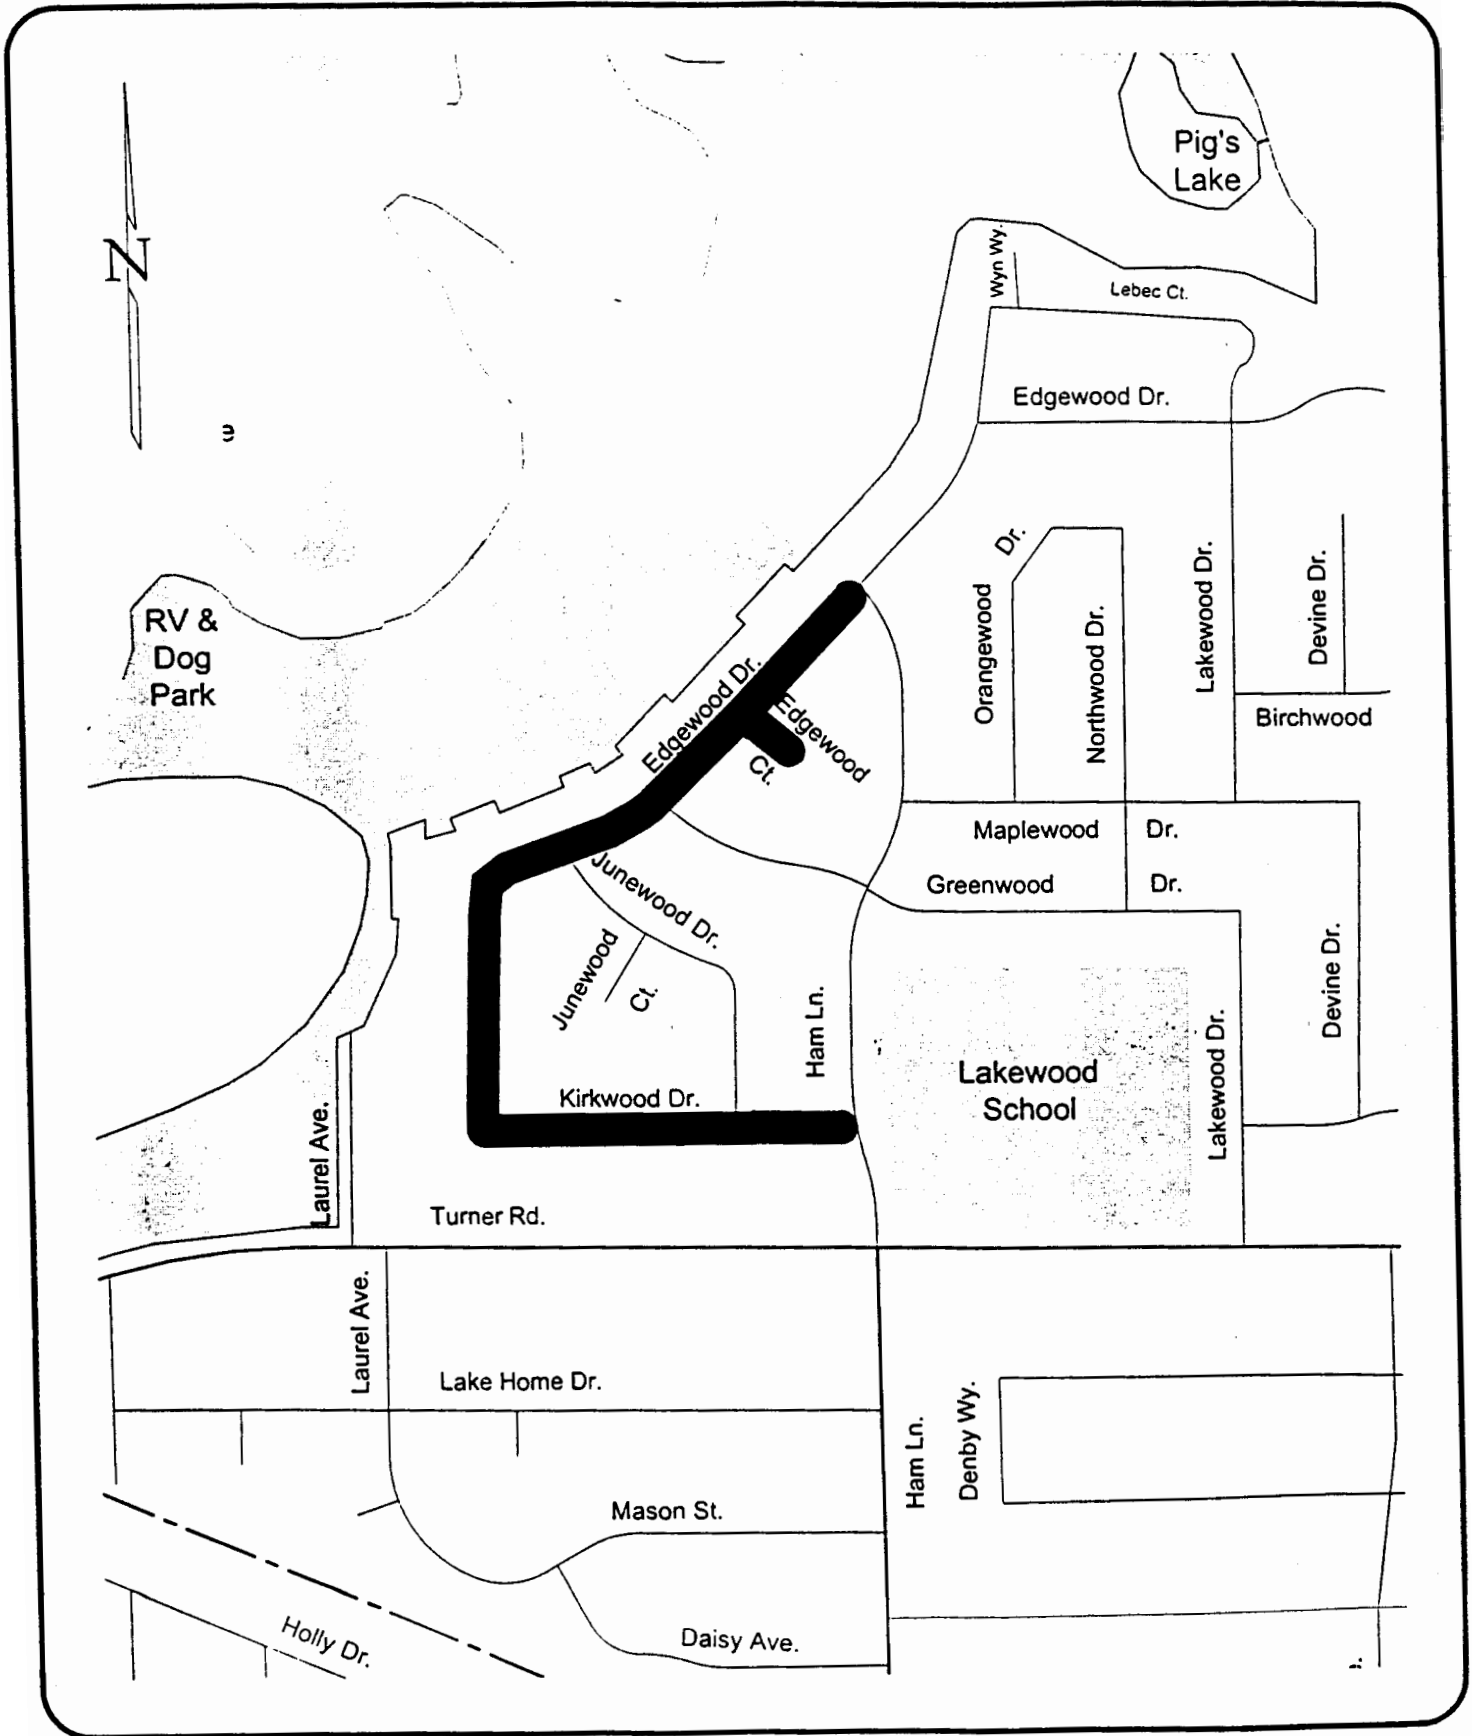 Pig's
Lake
N
Wyn Wy.
Lebec Ct.
Edgewood Dr.
e
Orangewood Dr.
Northwood Dr.
Lakewood Dr.
Devine Dr.
RV &
Dog
Park
Edgewood Dr.
Edgewood
Ct.
Birchwood
Maplewood Dr.
Greenwood Dr.
Junewood Dr.
Junewood
Ct.
Ham Ln.
Devine Dr.
Lakewood
School
Lakewood Dr.
Kirkwood Dr.
Laurel Ave.
Turner Rd.
Laurel Ave.
Lake Home Dr.
Ham Ln.
Denby Wy.
Mason St.
Holly Dr.
Daisy Ave.